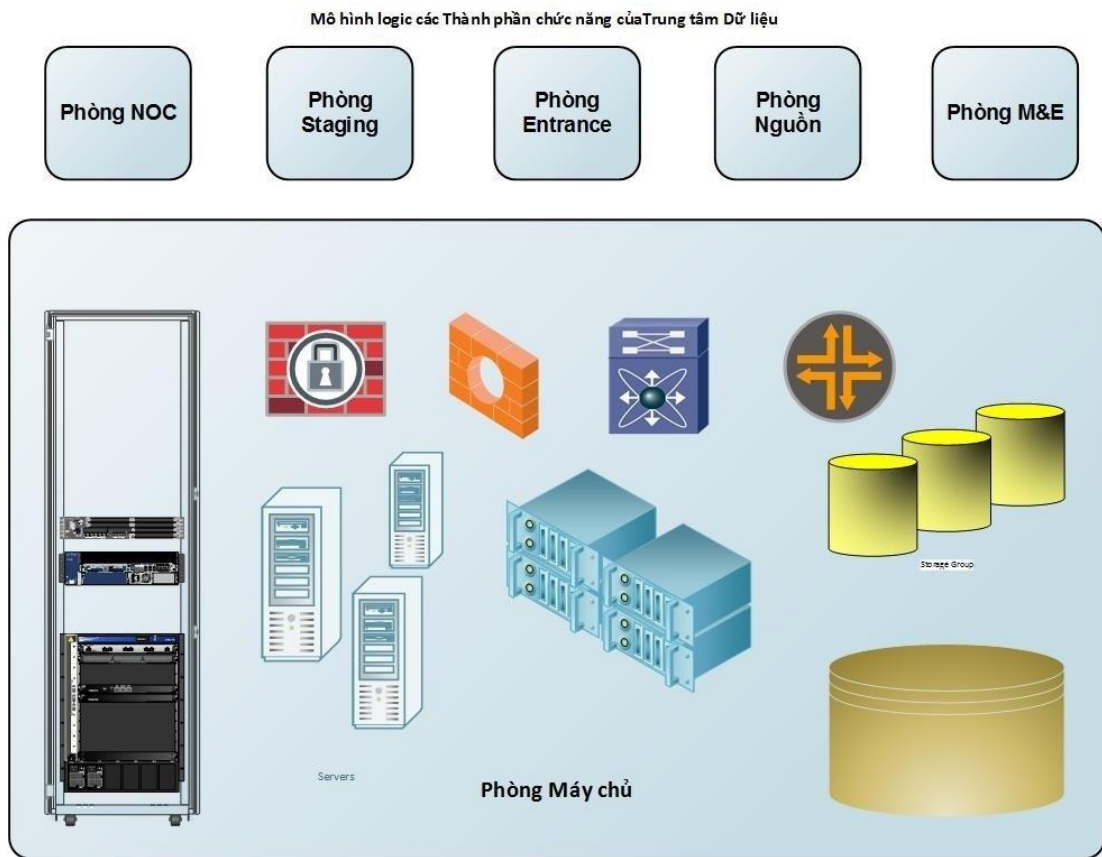 Mô hình logic các Thành phần chức năng củaTrung tâm Dữ liệu
Phòng NOC
Phòng
Staging
Phòng
Entrance
Phòng
Nguồn
Phòng M&E
Storage Group
Servers
Phòng Máy chủ